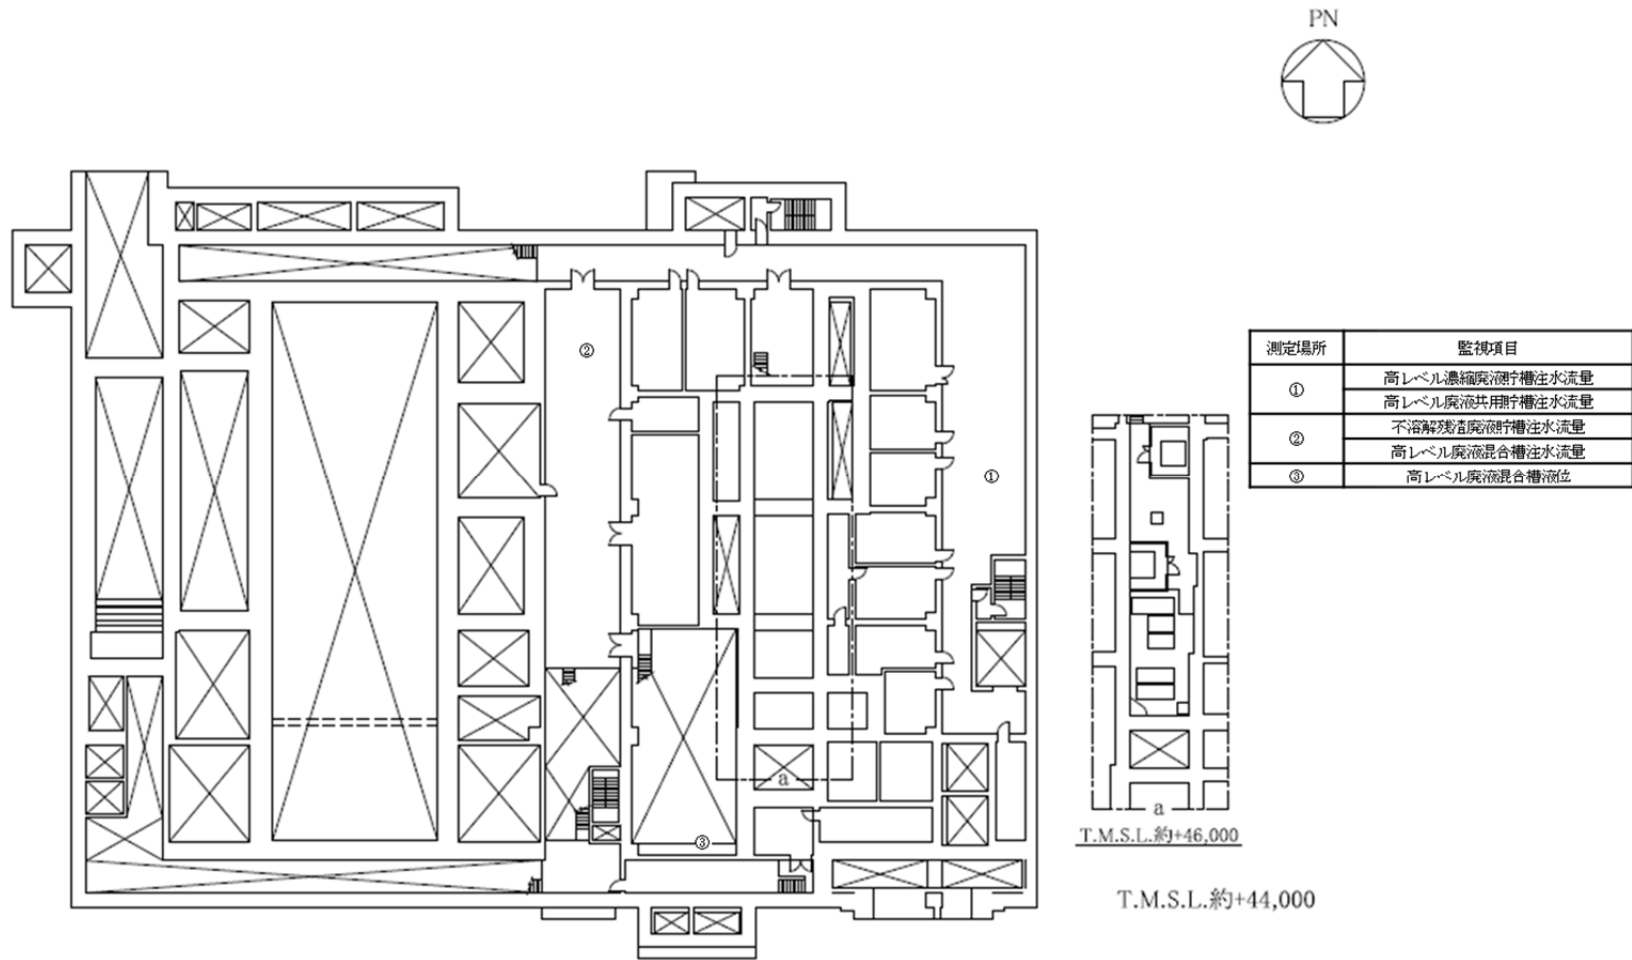 PN
②
①
③
a
測定場所 監視項目
① 高レベル濃縮廃液貯槽注水流量
高レベル廃液共用貯槽注水流量
② 不溶解残渣廃液貯槽注水流量
高レベル廃液混合槽注水流量
③ 高レベル廃液混合槽液位
a
T.M.S.L.約+46,000
T.M.S.L.約+44,000